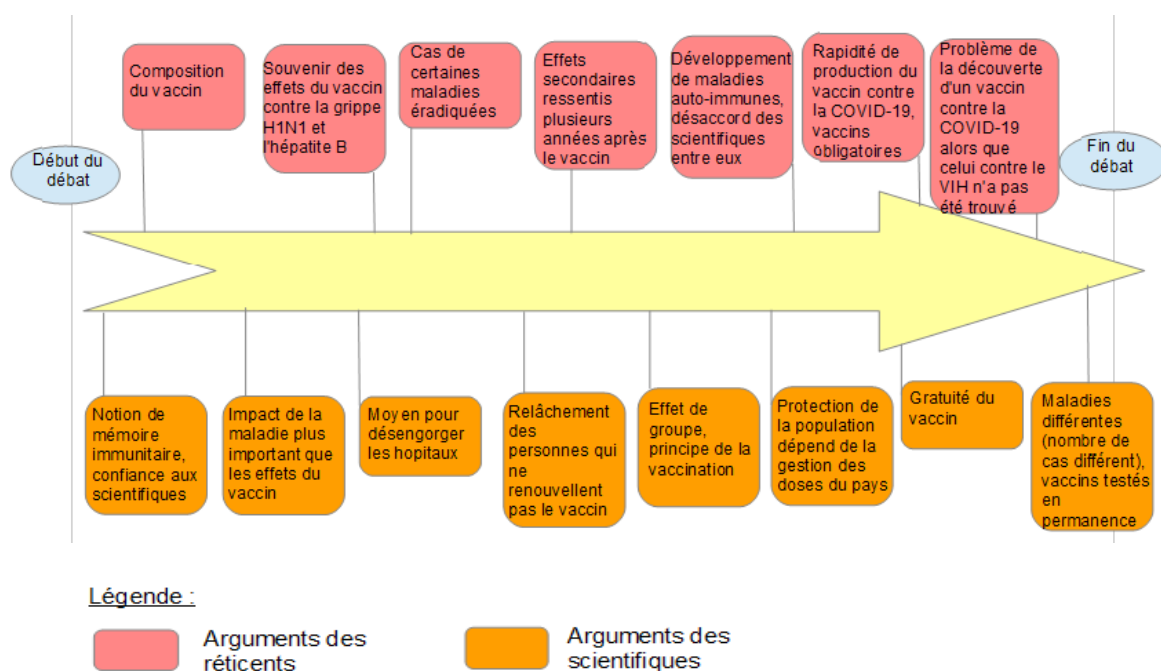 Début du
débat
Composition
du vaccin
Souvenir des
effets du vaccin
contre la grippe
H1N1 et
l'hépatite B
Cas de
certaines
maladies
éradiquées
Effets
secondaires
ressentis
plusieurs
années après
le vaccin
Développement
de maladies
auto-immunes,
désaccord des
scientifiques
entre eux
Rapidité de
production du
vaccin contre
la COVID-19,
vaccins
obligatoires
Problème de
la découverte
d'un vaccin
contre la
COVID-19
alors que
celui contre le
VIH n'a pas
été trouvé
Fin du
débat
Notion de
mémoire
immunitaire,
confiance aux
scientifiques
Impact de la
maladie plus
important que
les effets du
vaccin
Moyen pour
désengorger
les hopitaux
Relâchement
des
personnes qui
ne
renouvellent
pas le vaccin
Effet de
groupe,
principe de la
vaccination
Protection de
la population
dépend de la
gestion des
doses du pays
Gratuité du
vaccin
Maladies
différentes
(nombre de
cas différent),
vaccins testés
en
permanence
Légende :
Arguments des
réticents
Arguments des
scientifiques